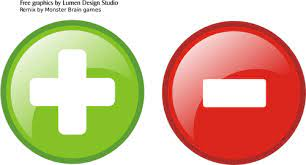 Free graphics by Lumen Design Studio
Remix by Monster Brain games